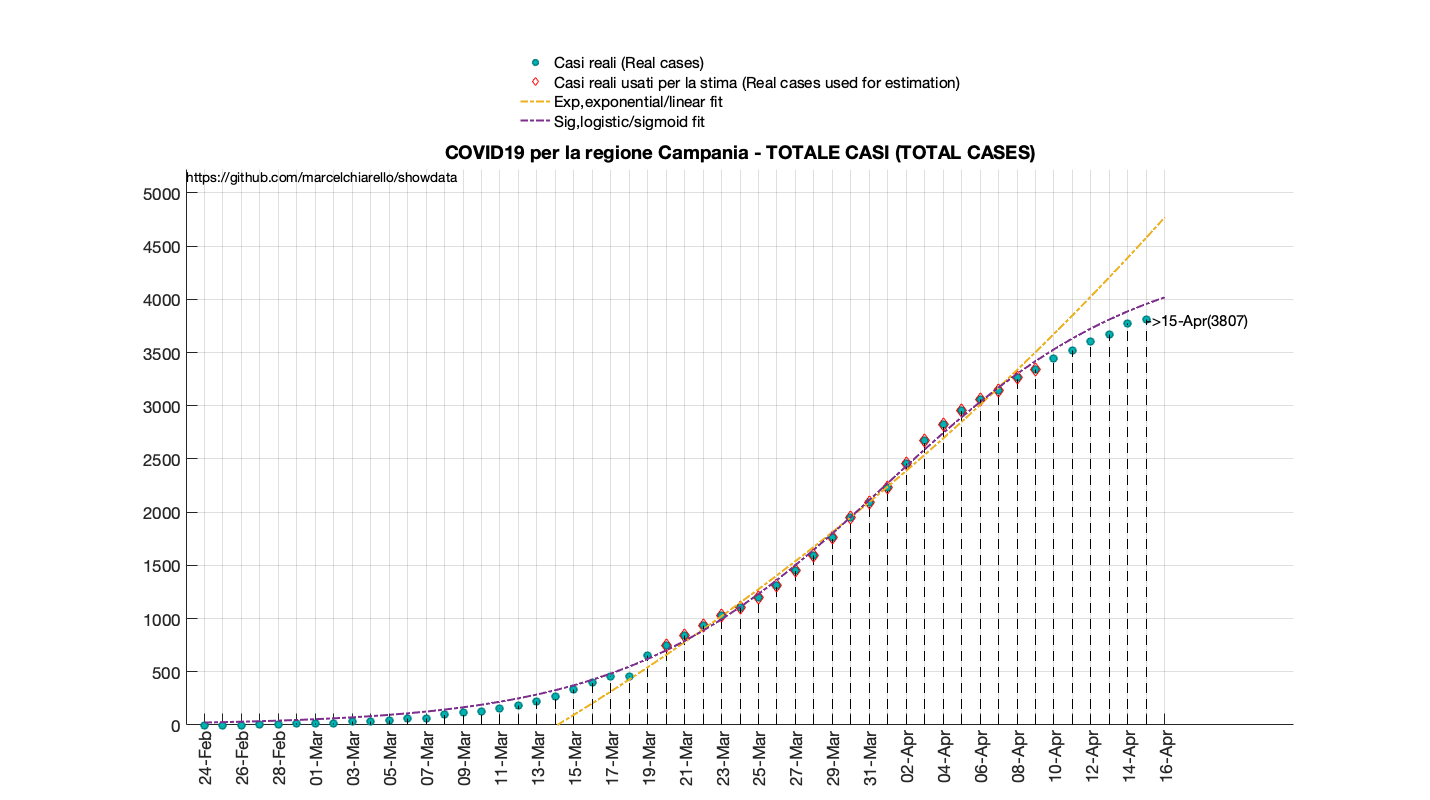 Casi reali (Real cases)
Casi reali usati per la stima (Real cases used for estimation)
Exp,exponential/linear fit
Sig,logistic/sigmoid fit
COVID19 per la regione Campania - TOTALE CASI (TOTAL CASES)
https://github.com/marcelchiarello/showdata
5000
4500
4000
3500
3000
2500
2000
1500
1000
500
0
->15-Apr(3807)
24-Feb
26-Feb
28-Feb
01-Mar
03-Mar
05-Mar
07-Mar
09-Mar
11-Mar
13-Mar
15-Mar
17-Mar
19-Mar
21-Mar
23-Mar
25-Mar
27-Mar
29-Mar
31-Mar
02-Apr
04-Apr
06-Apr
08-Apr
10-Apr
12-Apr
14-Apr
16-Apr